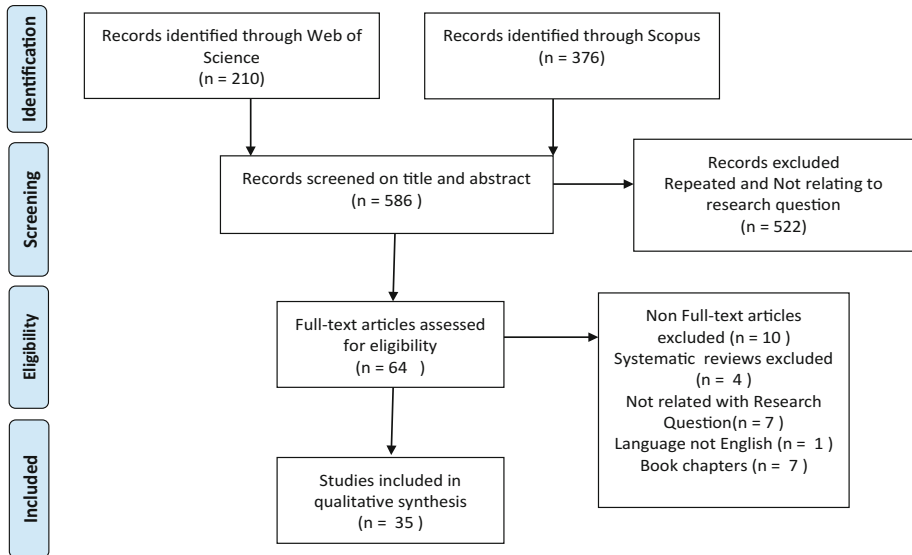 Identification
Records identified through Web of
Science
(n = 210)
Records identified through Scopus
(n = 376)
Screening
Records screened on title and abstract
(n = 586 )
Records excluded
Repeated and Not relating to
research question
(n = 522)
Eligibility
Full-text articles assessed
for eligibility
(n = 64 )
Non Full-text articles
excluded (n = 10 )
Systematic reviews excluded
(n = 4 )
Not related with Research
Question(n = 7 )
Language not English (n = 1 )
Book chapters (n = 7 )
Included
Studies included in
qualitative synthesis
(n = 35 )